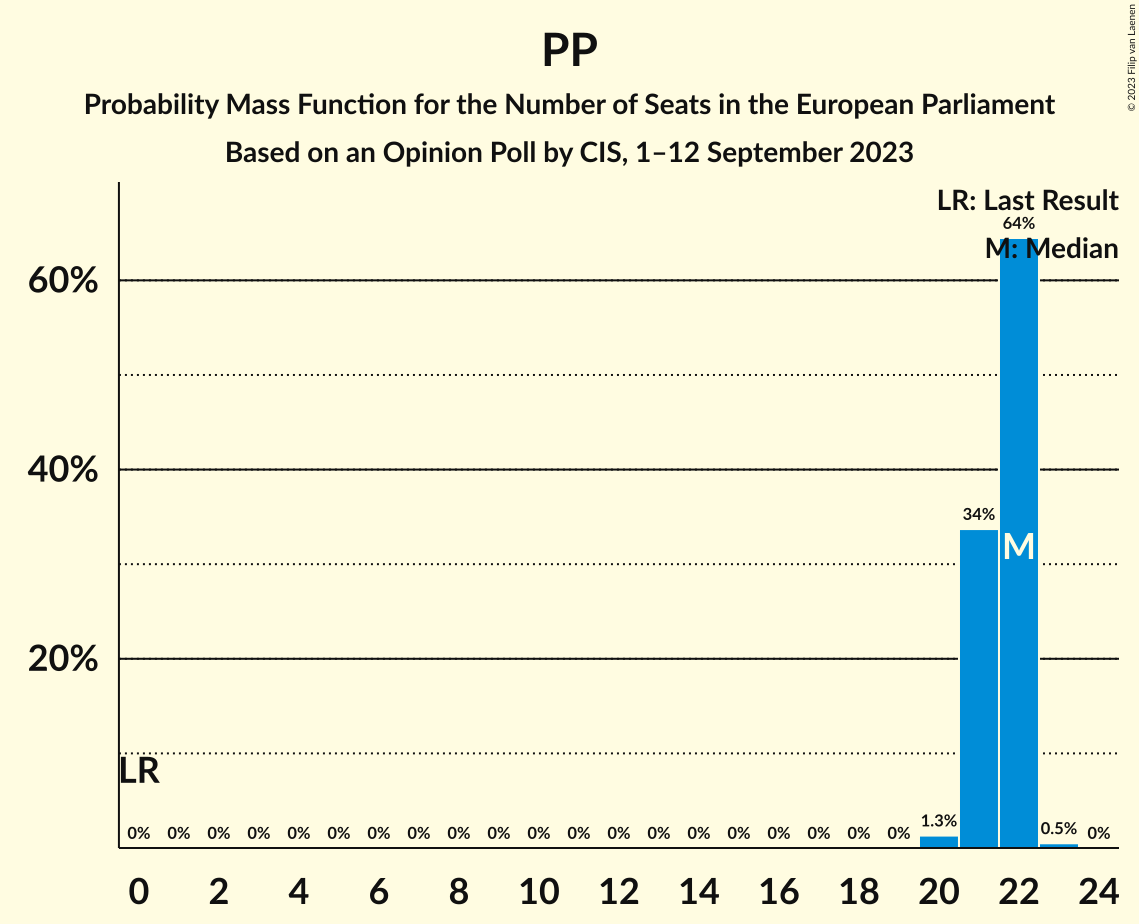 © 2023 Filip van Laenen
PP
Probability Mass Function for the Number of Seats in the European Parliament
Based on an Opinion Poll by CIS, 1–12 September 2023
LR: Last Result
64%
M: Median
60%
40%
34%
M
20%
LR
0% 0% 0% 0% 0% 0% 0% 0% 0% 0% 0% 0% 0% 0% 0% 0% 0% 0% 0% 0% 1.3% 0.5% 0%
0 2 4 6 8 10 12 14 16 18 20 22 24